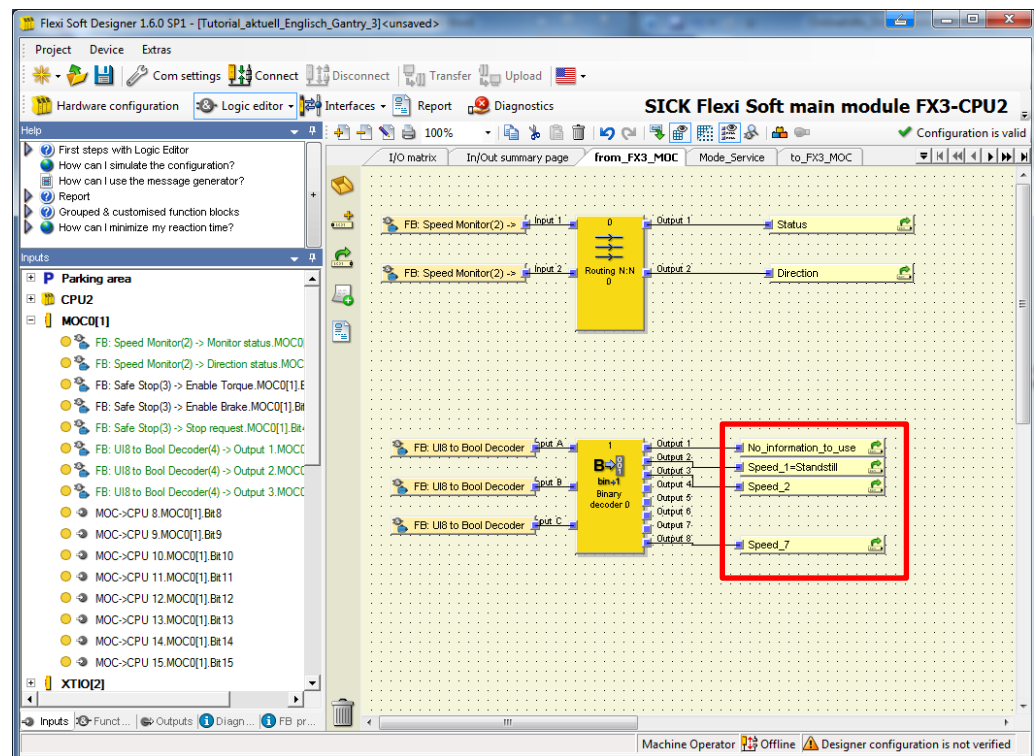 Flexi Soft Designer 1.6.0 SP1 - [Tutorial_aktuell_Englisch_Gantry_3]<unsaved>
Project Device Extras
Com settings Connect Disconnect Transfer Upload
Hardware configuration Logic editor Interfaces Report Diagnostics SICK Flexi Soft main module FX3-CPU2
Help
100%
Configuration is valid
First steps with Logic Editor
How can I simulate the configuration?
How can I use the message generator?
Report
Grouped & customised function blocks
How can I minimize my reaction time?
I/O matrix In/Out summary page from_FX3_MOC Mode_Service to_FX3_MOC
Inputs
P Parking area
CPU2
MOC0[1]
FB: Speed Monitor(2) -> Monitor status.MOC0
FB: Speed Monitor(2) -> Direction status.MOC
FB: Safe Stop(3) -> Enable Torque.MOC0[1].B
FB: Safe Stop(3) -> Enable Brake.MOC0[1].Bit
FB: Safe Stop(3) -> Stop request.MOC0[1].Bit
FB: UI8 to Bool Decoder(4) -> Output 1.MOC0
FB: UI8 to Bool Decoder(4) -> Output 2.MOC0
FB: UI8 to Bool Decoder(4) -> Output 3.MOC0
MOC->CPU 8.MOC0[1].Bit8
MOC->CPU 9.MOC0[1].Bit9
MOC->CPU 10.MOC0[1].Bit10
MOC->CPU 11.MOC0[1].Bit11
MOC->CPU 12.MOC0[1].Bit12
MOC->CPU 13.MOC0[1].Bit13
MOC->CPU 14.MOC0[1].Bit14
MOC->CPU 15.MOC0[1].Bit15
XTIO[2]
FB: Speed Monitor(2) -> Input 1 0 Output 1 Status
FB: Speed Monitor(2) -> Input 2 Routing N:N Output 2 Direction
0
FB: UI8 to Bool Decoder Input A 1 Output 1 No_information_to_use
B 001 Output 2 Speed_1=Standstill
bin÷1 Output 3
FB: UI8 to Bool Decoder Input B Binary Output 4 Speed_2
decoder 0 Output 5
Output 6
FB: UI8 to Bool Decoder Input C Output 7
Output 8 Speed_7
Inputs Funct... Outputs Diagn... FB pr...
Machine Operator Offline Designer configuration is not verified